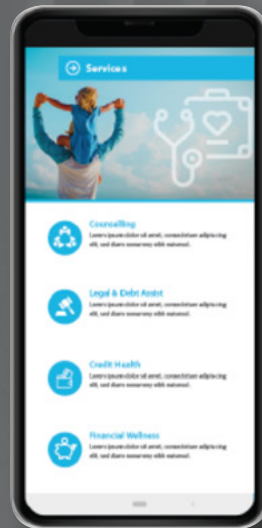 Services
Counselling
Lorem ipsum dolor sit amet, consectetuer adipiscing
elit, sed diam nonummy nibh euismod.
Legal & Debt Assist
Lorem ipsum dolor sit amet, consectetuer adipiscing
elit, sed diam nonummy nibh euismod.
Credit Health
Lorem ipsum dolor sit amet, consectetuer adipiscing
elit, sed diam nonummy nibh euismod.
Financial Wellness
Lorem ipsum dolor sit amet, consectetuer adipiscing
elit, sed diam nonummy nibh euismod.